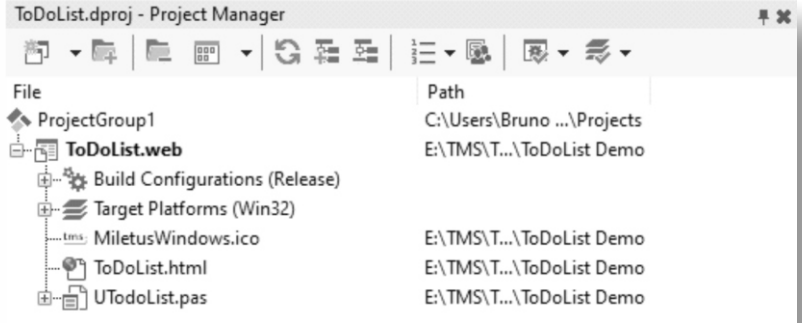 ToDoList.dproj - Project Manager
File Path
ProjectGroup1 C:\Users\Bruno ...\Projects
ToDoList.web E:\TMS\T...\ToDoList Demo
Build Configurations (Release)
Target Platforms (Win32)
tms MiletusWindows.ico E:\TMS\T...\ToDoList Demo
ToDoList.html E:\TMS\T...\ToDoList Demo
UTodoList.pas E:\TMS\T...\ToDoList Demo